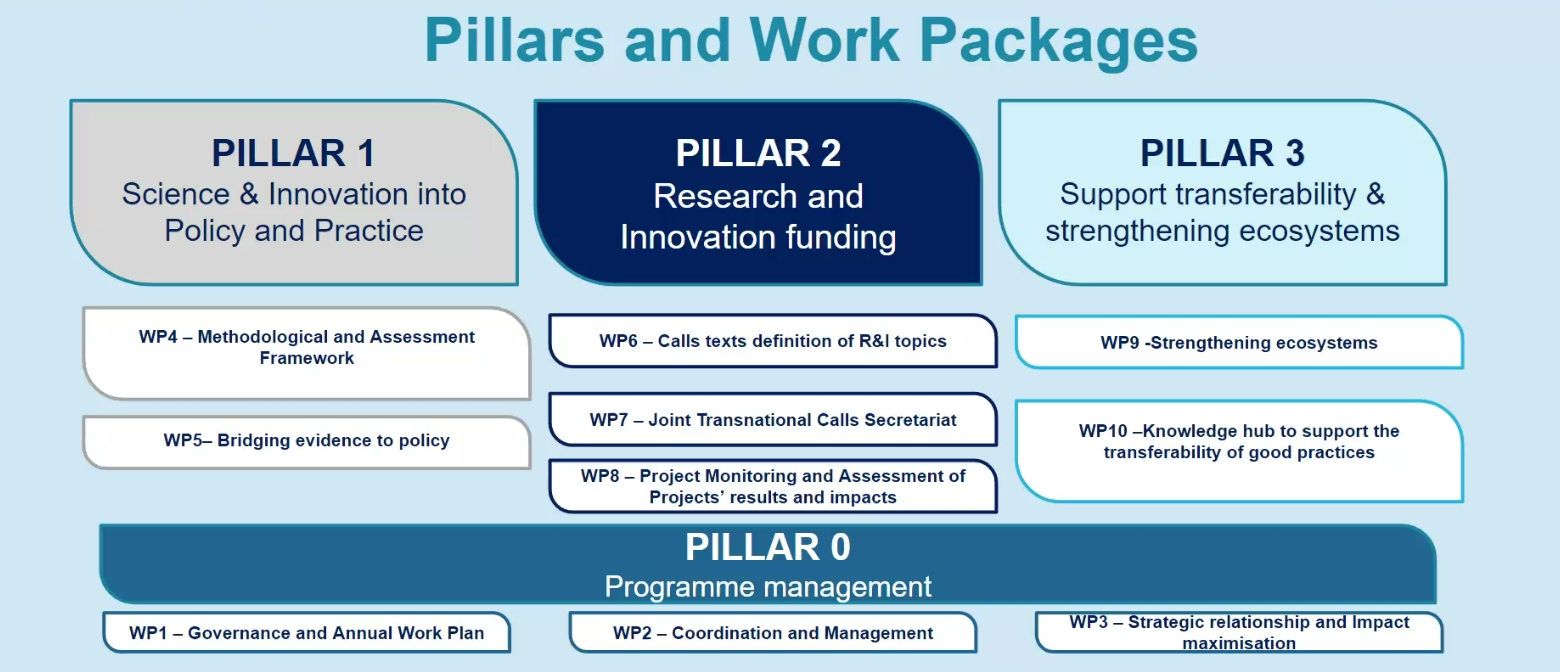 Pillars and Work Packages
PILLAR 1
Science & Innovation into
Policy and Practice
PILLAR 2
Research and
Innovation funding
PILLAR 3
Support transferability &
strengthening ecosystems
WP4 – Methodological and Assessment
Framework
WP5– Bridging evidence to policy
WP6 – Calls texts definition of R&I topics
WP7 – Joint Transnational Calls Secretariat
WP8 – Project Monitoring and Assessment of
Projects’ results and impacts
WP9 -Strengthening ecosystems
WP10 –Knowledge hub to support the
transferability of good practices
PILLAR 0
Programme management
WP1 – Governance and Annual Work Plan
WP2 – Coordination and Management
WP3 – Strategic relationship and Impact
maximisation